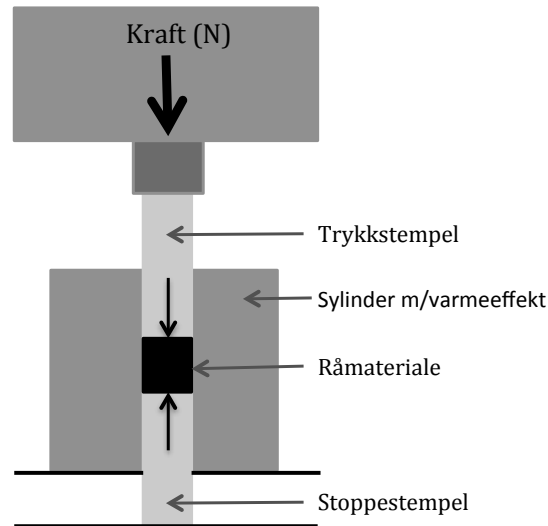 Kraft (N)
Trykkstempel
Sylinder m/varmeeffekt
Råmateriale
Stoppestempel